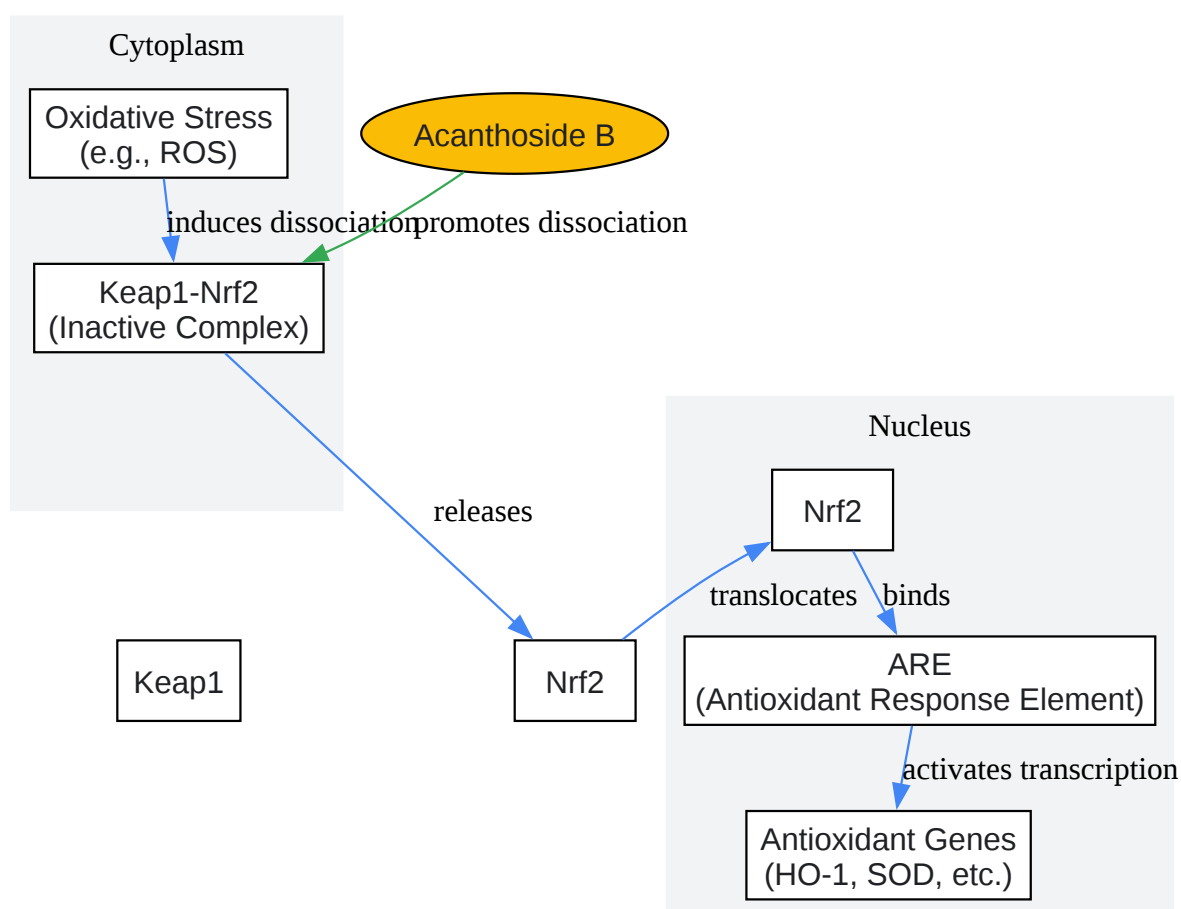 Cytoplasm
Oxidative Stress
(e.g., ROS)
Acanthoside B
induces dissociation
promotes dissociation
Keap1-Nrf2
(Inactive Complex)
releases
Nucleus
Nrf2
translocates
binds
Keap1
Nrf2
ARE
(Antioxidant Response Element)
activates transcription
Antioxidant Genes
(HO-1, SOD, etc.)